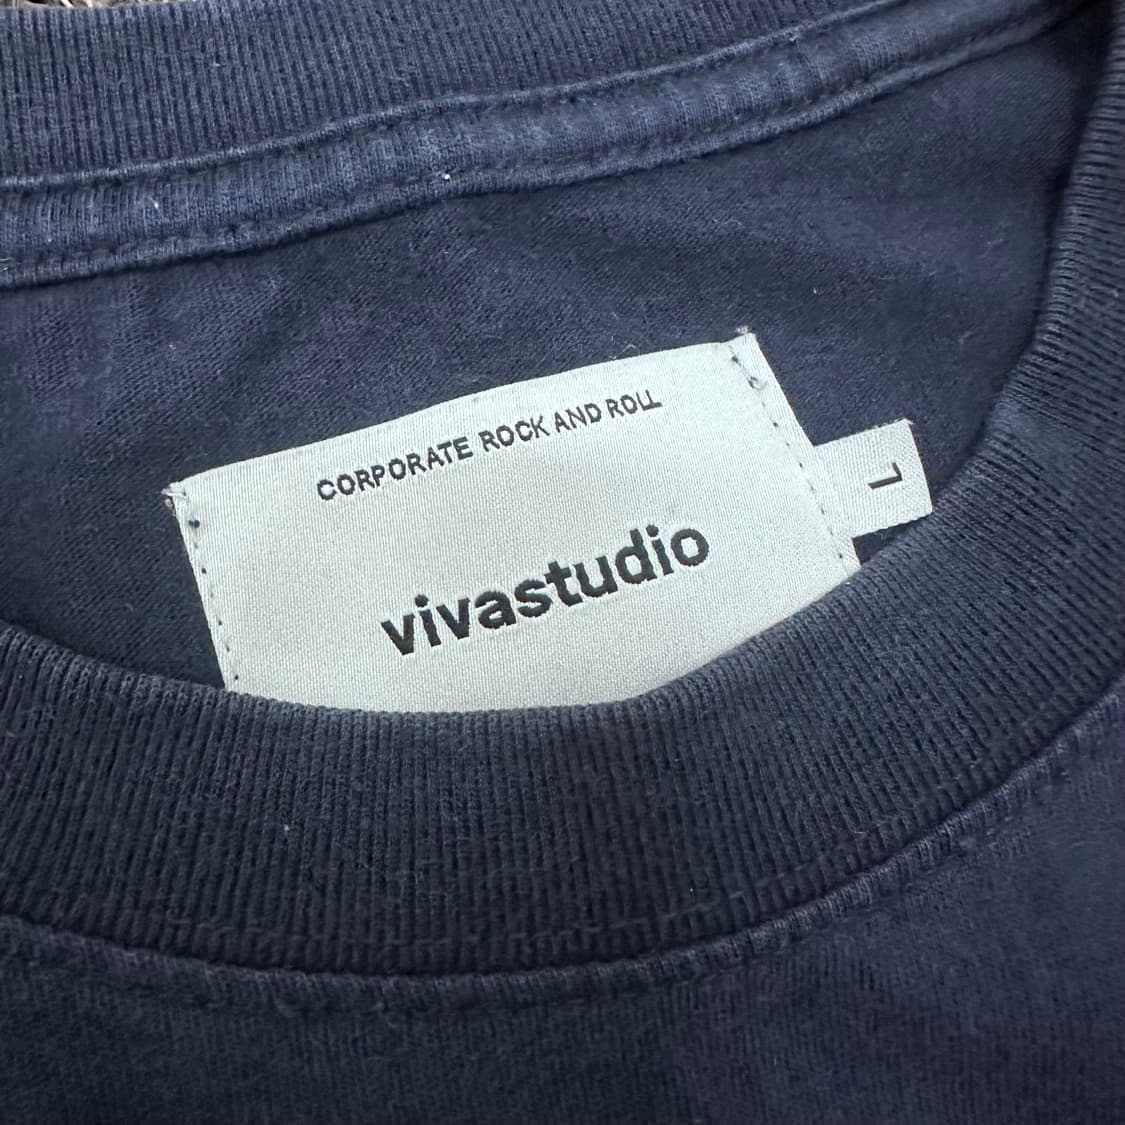 CORPORATE ROCK AND ROLL
vivastudio
L